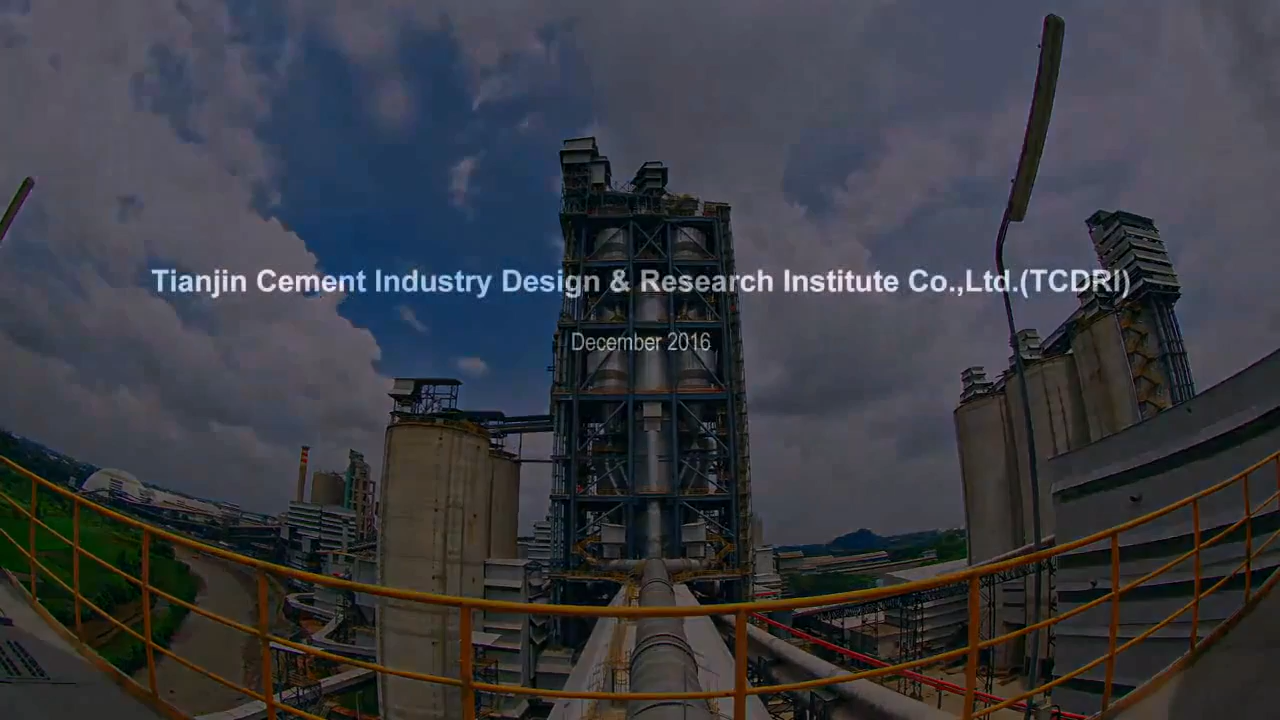 Tianjin Cement Industry Design & Research Institute Co.,Ltd.(TCDRI)
December 2016